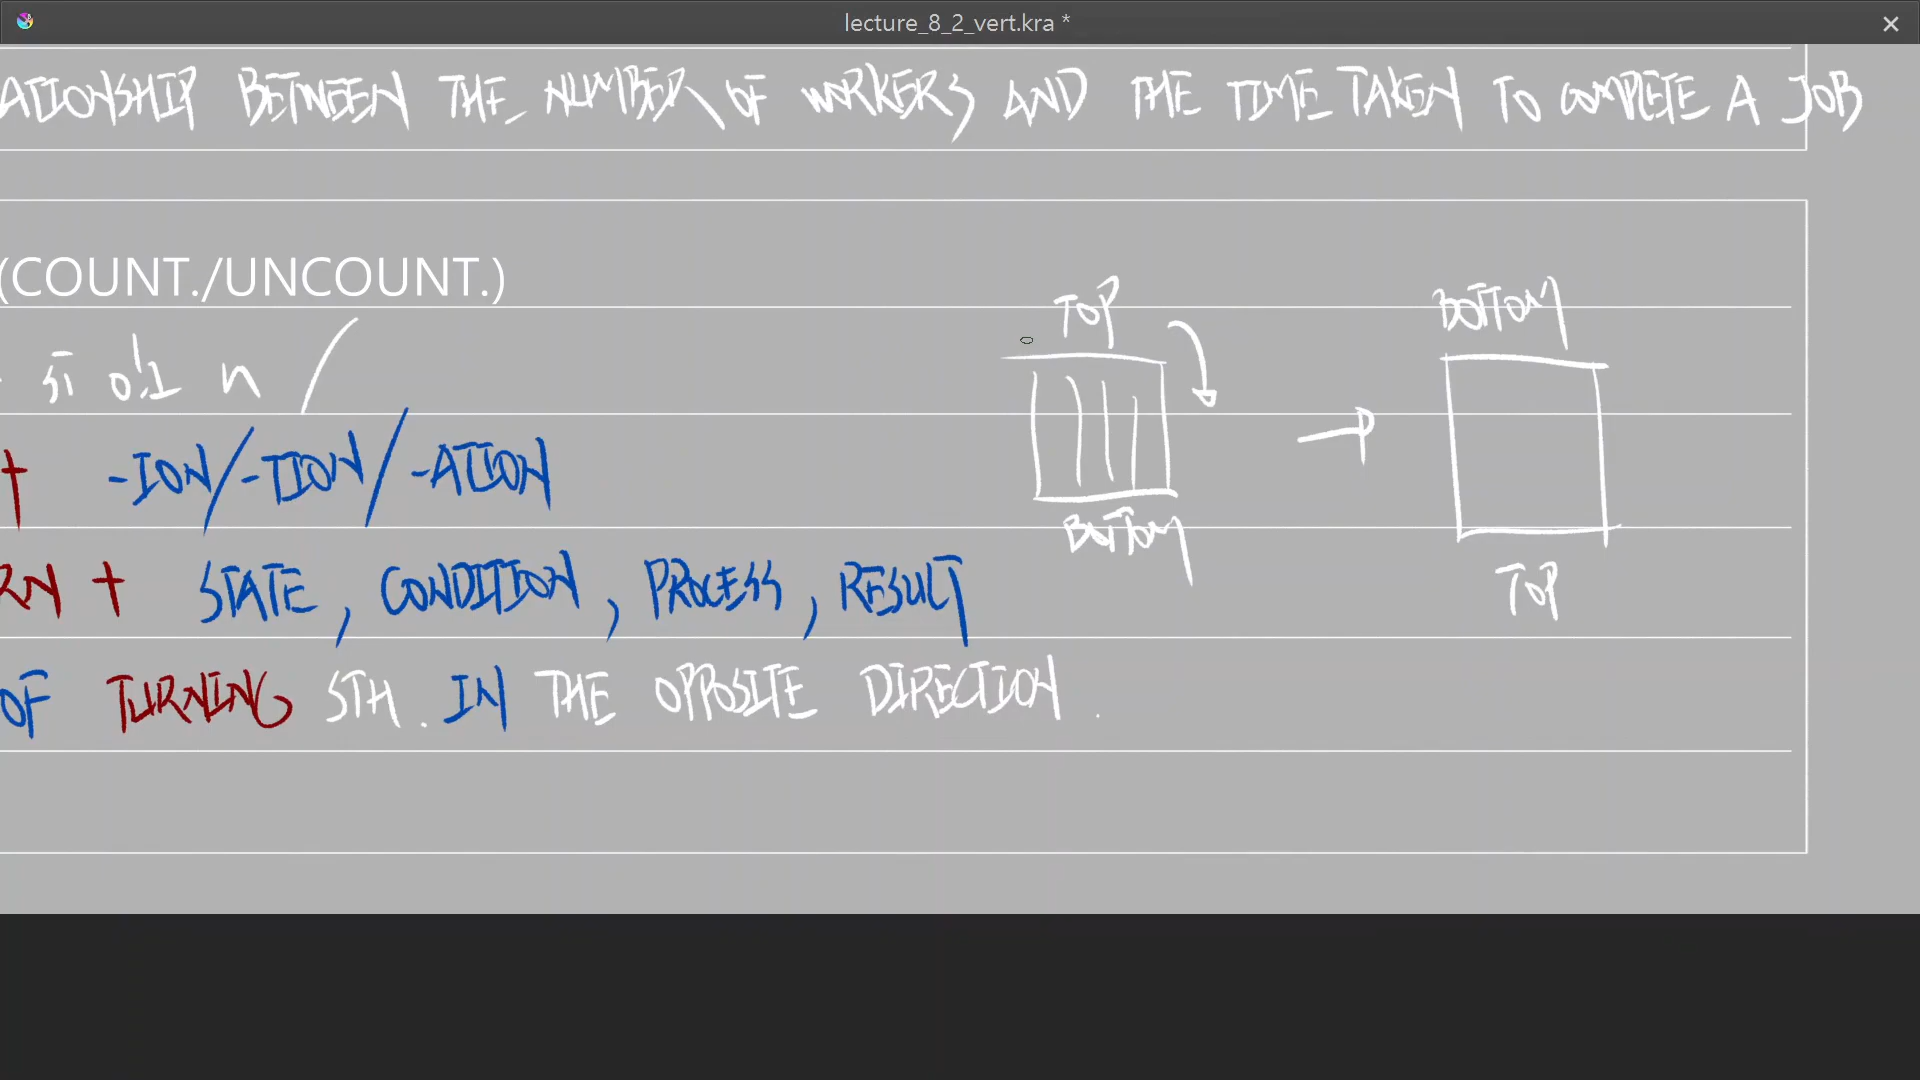 lecture_8_2_vert.kra *
ATIONSHIP BETWEEN THE NUMBER OF WORKERS AND THE TIME TAKEN TO COMPLETE A JOB
(COUNT./UNCOUNT.)
TOP
BOTTOM
n /
+ -ION/-TION/-ATION
BOTTOM
RN + STATE, CONDITION, PROCESS, RESULT
TOP
OF TURNING STH. IN THE OPPOSITE DIRECTION.